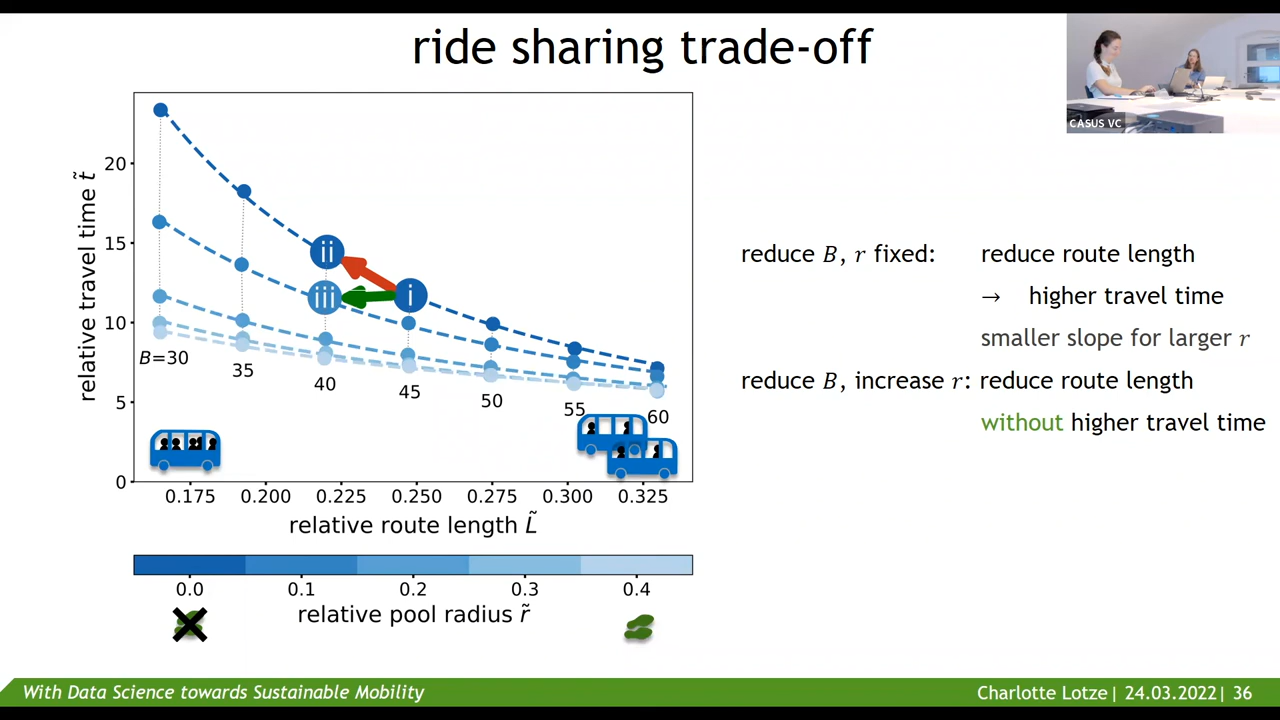 ride sharing trade-off
CASUS VC
relative travel time t̃
20
15
10
5
0
ii
iii
i
B=30
35
40
45
50
55
60
0.175 0.200 0.225 0.250 0.275 0.300 0.325
relative route length L̃
0.0 0.1 0.2 0.3 0.4
relative pool radius r̃
reduce B, r fixed: reduce route length
→ higher travel time
smaller slope for larger r
reduce B, increase r: reduce route length
without higher travel time
With Data Science towards Sustainable Mobility
Charlotte Lotze| 24.03.2022| 36